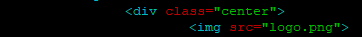 <div class="center">
<img src="logo.png">